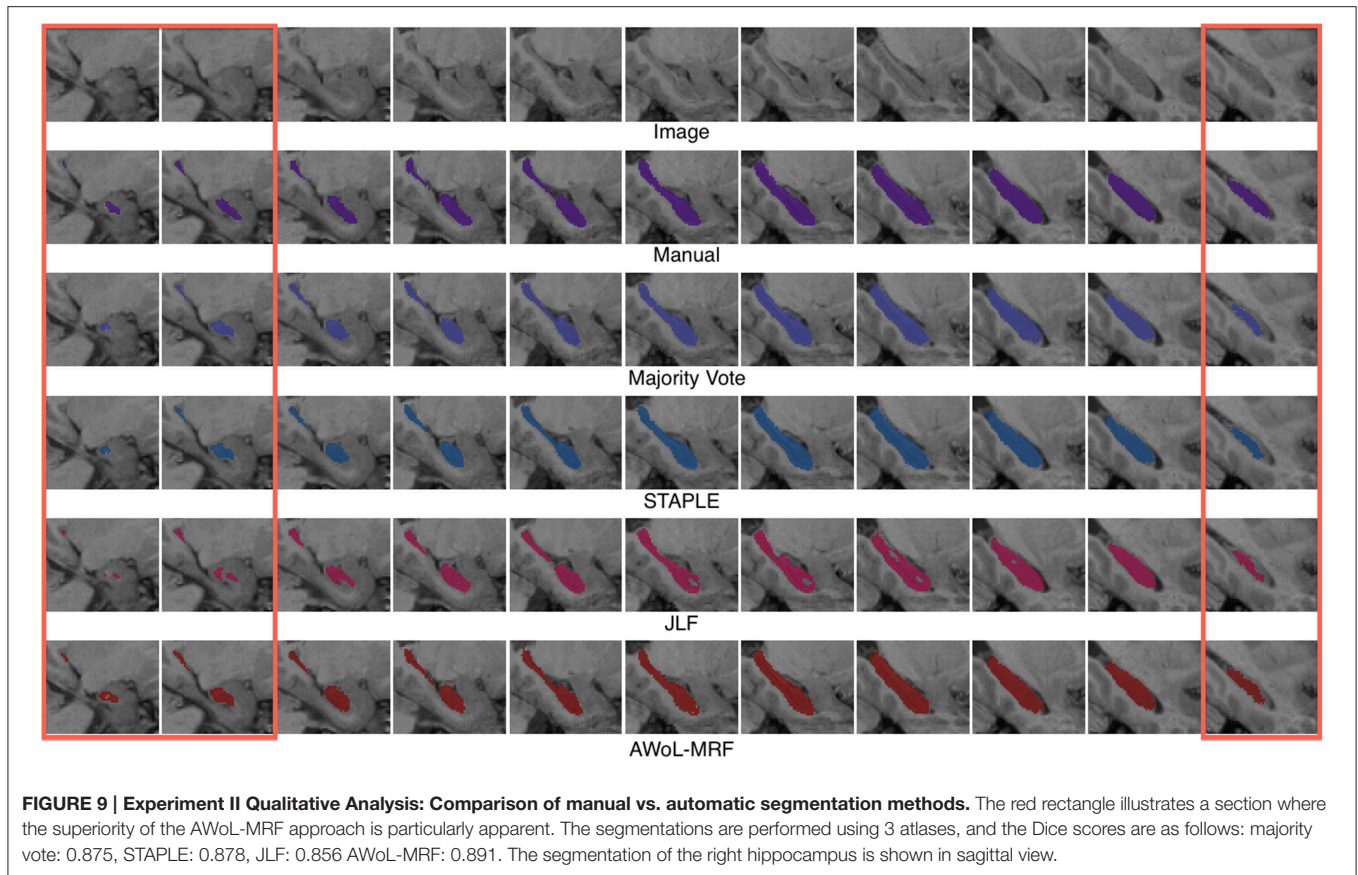 Image
Manual
Majority Vote
STAPLE
JLF
AWoL-MRF
FIGURE 9 | Experiment II Qualitative Analysis: Comparison of manual vs. automatic segmentation methods. The red rectangle illustrates a section where
the superiority of the AWoL-MRF approach is particularly apparent. The segmentations are performed using 3 atlases, and the Dice scores are as follows: majority
vote: 0.875, STAPLE: 0.878, JLF: 0.856 AWoL-MRF: 0.891. The segmentation of the right hippocampus is shown in sagittal view.